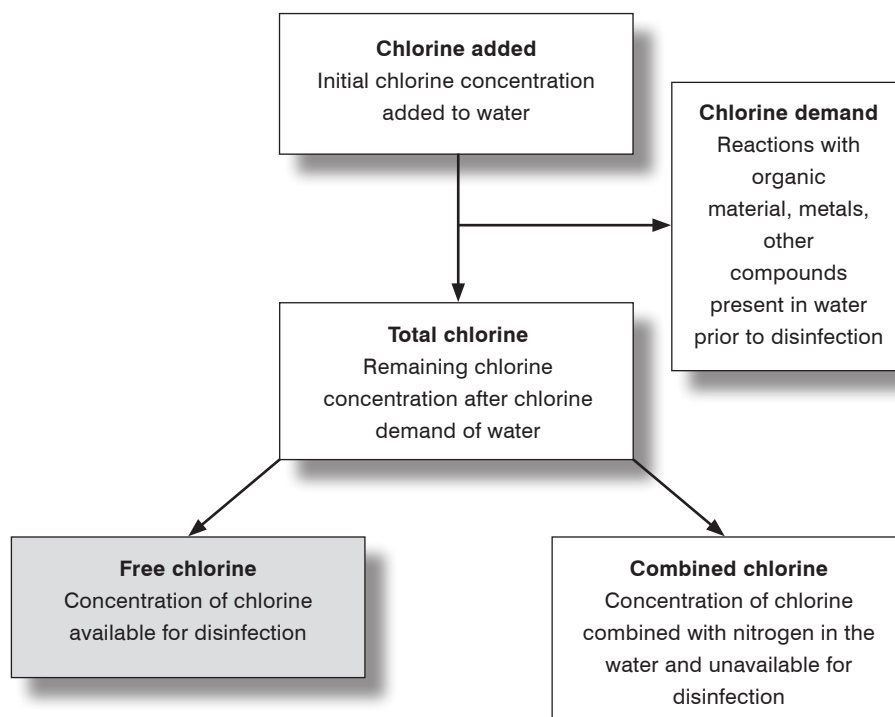 Chlorine added
Initial chlorine concentration
added to water
Chlorine demand
Reactions with
organic
material, metals,
other
compounds
present in water
prior to disinfection
Total chlorine
Remaining chlorine
concentration after chlorine
demand of water
Free chlorine
Concentration of chlorine
available for disinfection
Combined chlorine
Concentration of chlorine
combined with nitrogen in the
water and unavailable for
disinfection